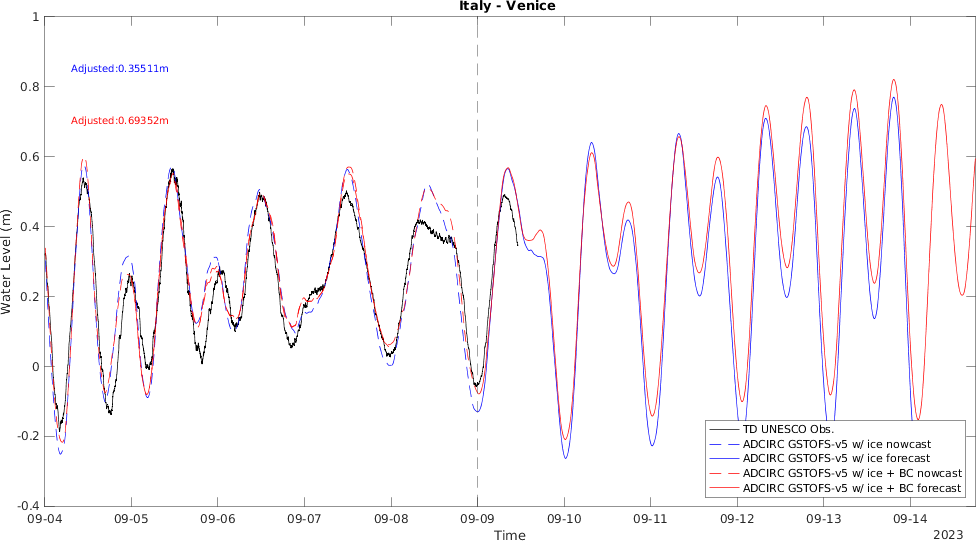 Italy - Venice
1
0.8
0.6
0.4
0.2
0
-0.2
-0.4
Water Level (m)
Adjusted:0.35511m
Adjusted:0.69352m
TD UNESCO Obs.
ADCIRC GSTOFS-v5 w/ ice nowcast
ADCIRC GSTOFS-v5 w/ ice forecast
ADCIRC GSTOFS-v5 w/ ice + BC nowcast
ADCIRC GSTOFS-v5 w/ ice + BC forecast
09-04 09-05 09-06 09-07 09-08 09-09 09-10 09-11 09-12 09-13 09-14
Time
2023